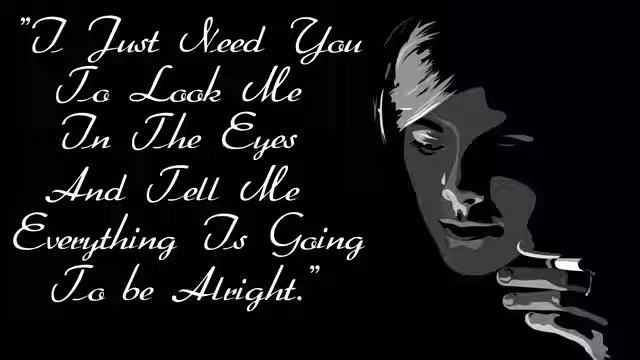 "I Just Need You
To Look Me
In The Eyes
And Tell Me
Everything Is Going
To be Alright."